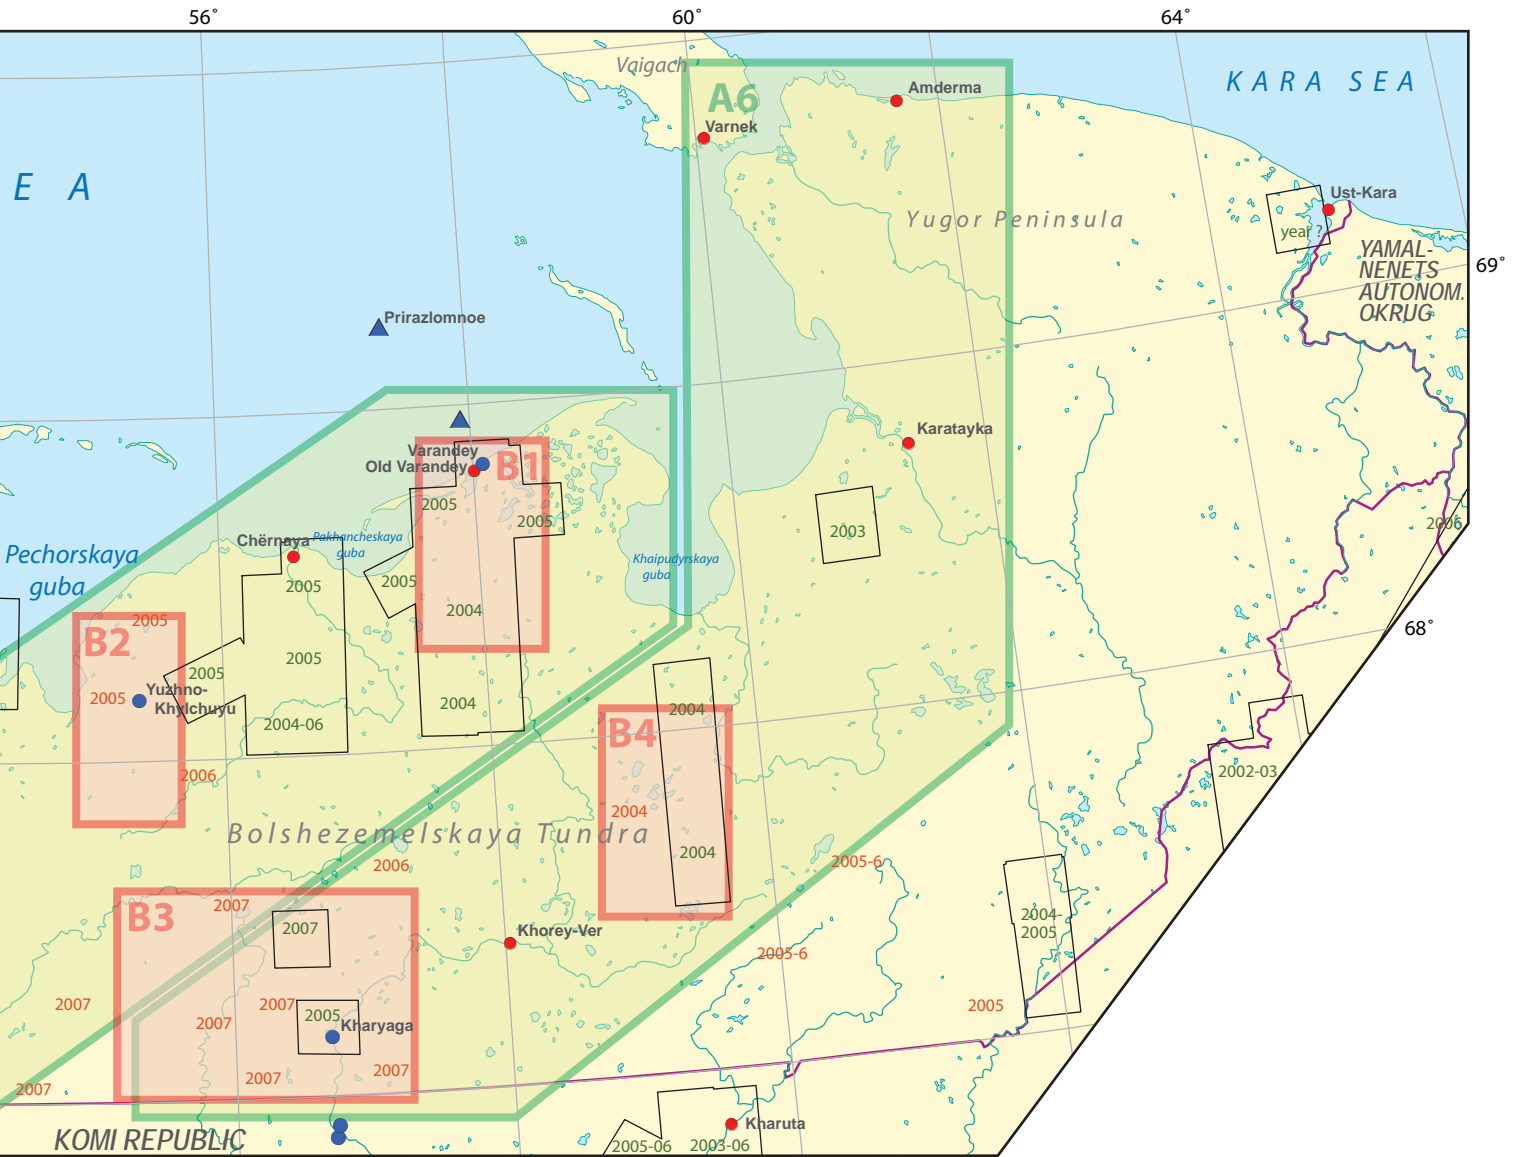 56˚ 60˚ 64˚
Vaigach
KARA SEA
A6
Amderma
Varnek
E A
Ust-Kara
Yugor Peninsula
year ?
YAMAL-
NENETS
AUTONOM.
OKRUG
69˚
Prirazlomnoe
Karatayka
Varandey
Old Varandey
B1
2005
2005
2003
2006
Chërnaya
Pakhancheskaya
guba
Pechorskaya
guba
Khaipudyrskaya
guba
2005
2005
2004
2005
B2
68˚
2005
2005
2005
Yuzhno-
Khylchuyu
2004
2004
2004-06
B4
2006
2002-03
2004
Bolshezemelskaya Tundra
2004
2006
2005-6
B3
2007
2007
2004-
2005
Khorey-Ver
2005-6
2007
2007
2005
2005
2007
Kharyaga
2007
2007
2007
Kharuta
KOMI REPUBLIC
2005-06
2003-06